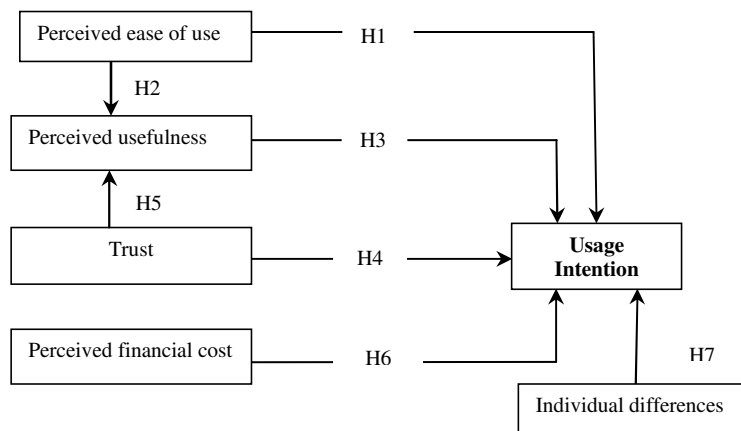 Perceived ease of use
H1
H2
Perceived usefulness
H3
H5
Trust
H4
Usage
Intention
Perceived financial cost
H6
H7
Individual differences